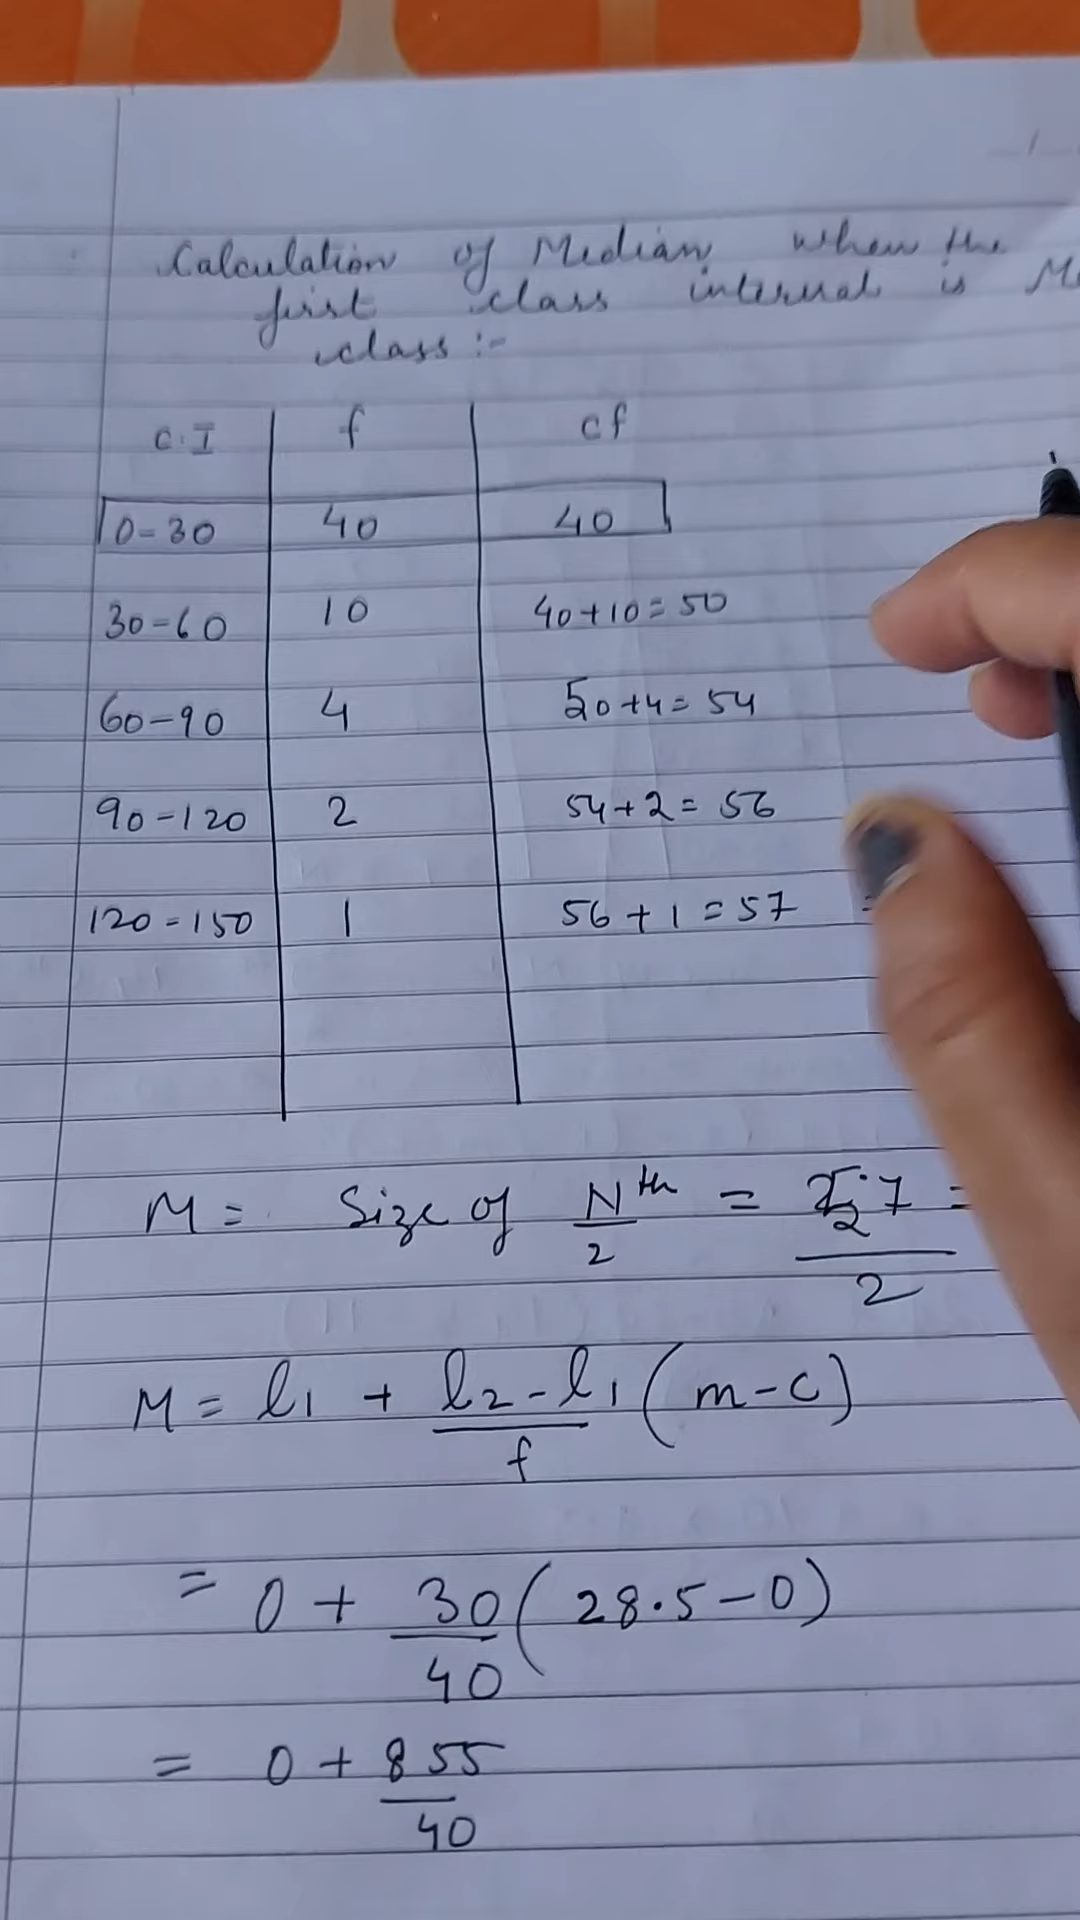 Calculation of Median when the
first class interval is
class :-
C.I f cf
0-30 40 40
30-60 10 40+10=50
60-90 4 50+4=54
90-120 2 54+2=56
120-150 1 56+1=57 =
M = Size of N/2 th = 57/2 =
M = l1 + l2-l1/f (m-c)
= 0 + 30/40 (28.5-0)
= 0 + 855/40